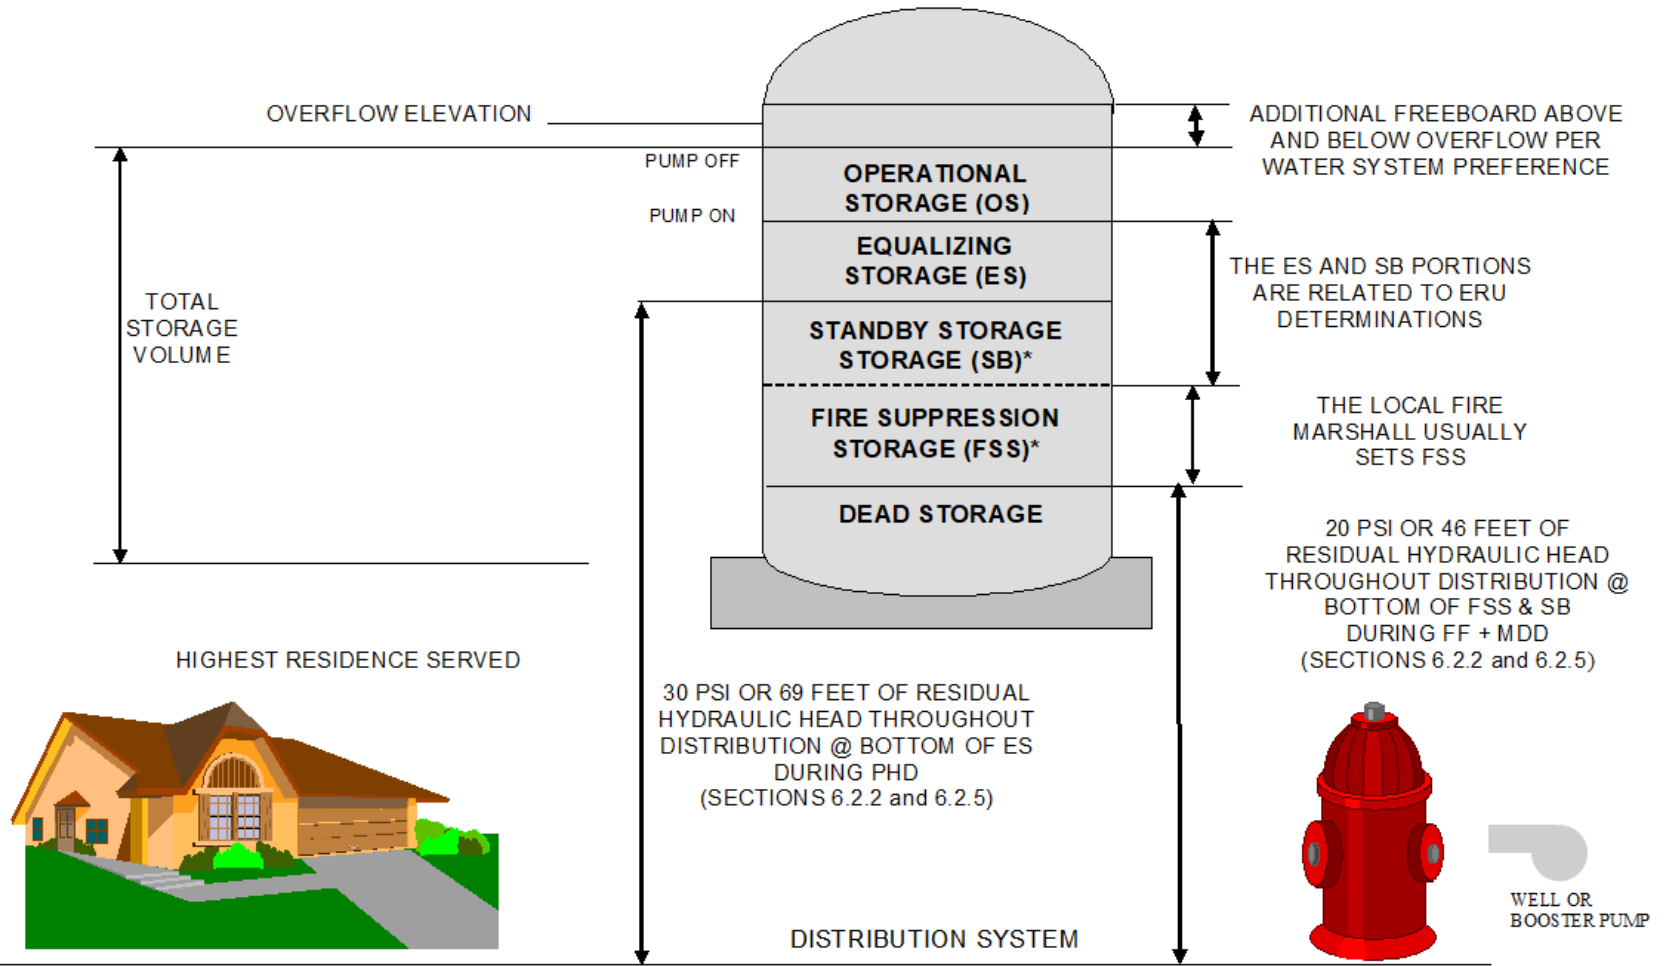 OVERFLOW ELEVATION
ADDITIONAL FREEBOARD ABOVE
AND BELOW OVERFLOW PER
WATER SYSTEM PREFERENCE
PUMP OFF
OPERATIONAL
STORAGE (OS)
PUMP ON
EQUALIZING
STORAGE (ES)
THE ES AND SB PORTIONS
ARE RELATED TO ERU
DETERMINATIONS
TOTAL
STORAGE
VOLUME
STANDBY STORAGE
STORAGE (SB)*
FIRE SUPPRESSION
STORAGE (FSS)*
THE LOCAL FIRE
MARSHALL USUALLY
SETS FSS
DEAD STORAGE
20 PSI OR 46 FEET OF
RESIDUAL HYDRAULIC HEAD
THROUGHOUT DISTRIBUTION @
BOTTOM OF FSS & SB
DURING FF + MDD
(SECTIONS 6.2.2 and 6.2.5)
HIGHEST RESIDENCE SERVED
30 PSI OR 69 FEET OF RESIDUAL
HYDRAULIC HEAD THROUGHOUT
DISTRIBUTION @ BOTTOM OF ES
DURING PHD
(SECTIONS 6.2.2 and 6.2.5)
WELL OR
BOOSTER PUMP
DISTRIBUTION SYSTEM